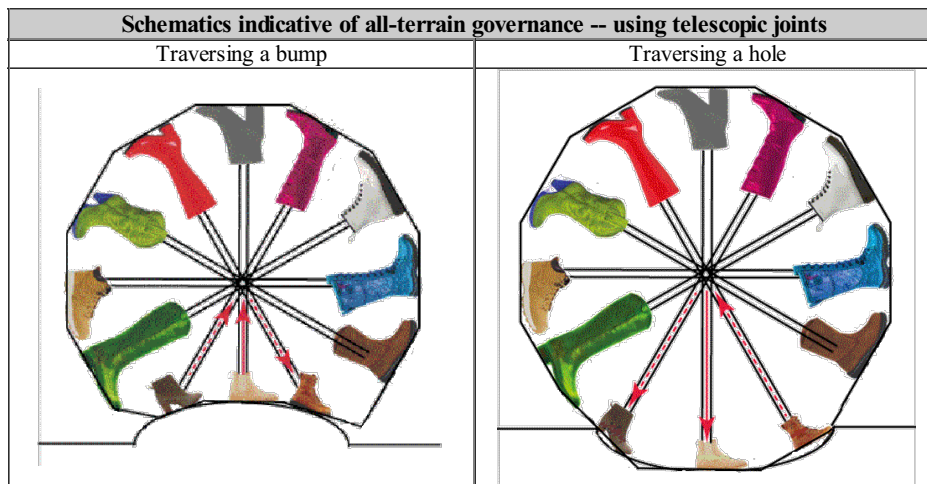 Schematics indicative of all-terrain governance -- using telescopic joints
Traversing a bump
Traversing a hole